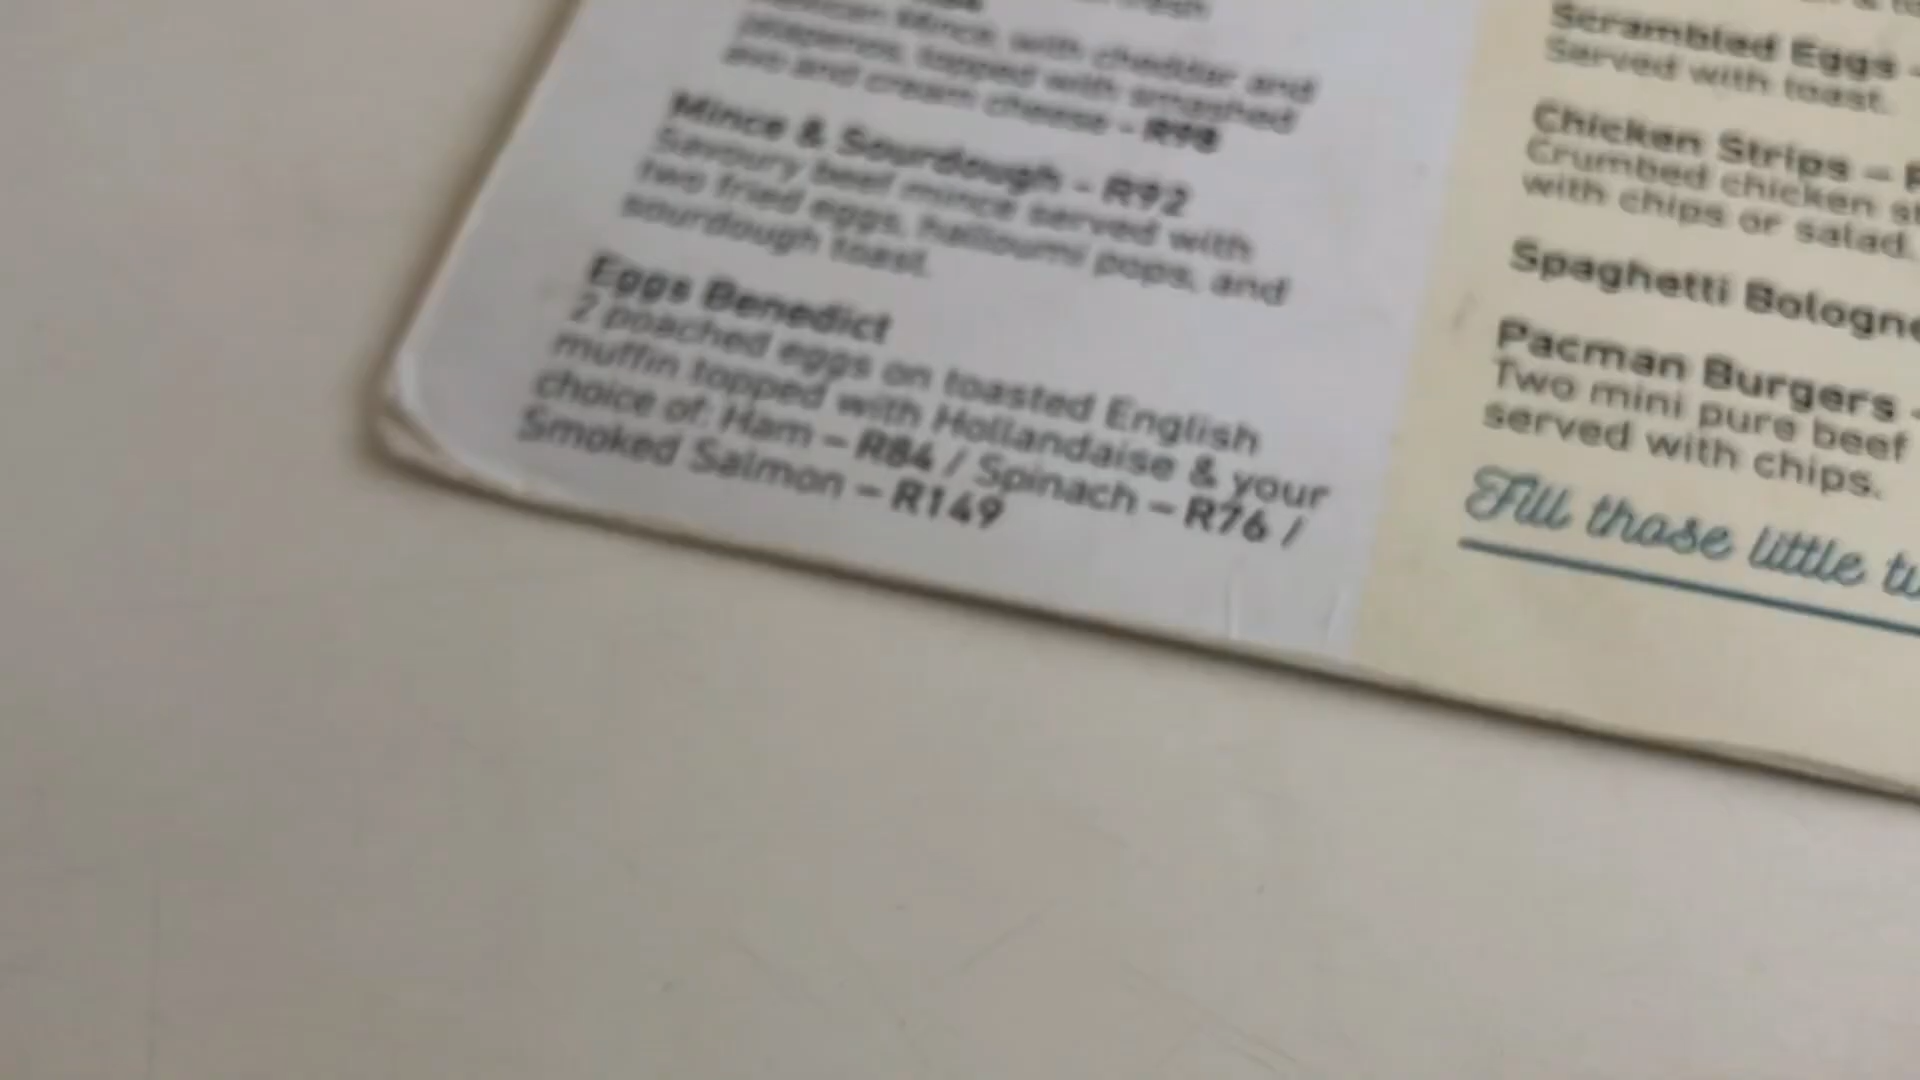 Mince, with cheddar and
jalapenos, topped with smashed
avo and cream cheese - R98
Mince & Sourdough - R92
Savoury beef mince served with
two fried eggs, halloumi pops, and
sourdough toast.
Eggs Benedict
2 poached eggs on toasted English
muffin topped with Hollandaise & your
choice of: Ham – R84 / Spinach – R76 /
Smoked Salmon – R149
Scrambled Eggs -
Served with toast.
Chicken Strips –
Crumbed chicken
with chips or salad.
Spaghetti
Pacman Burgers -
Two mini pure beef
served with chips.
Fill those little